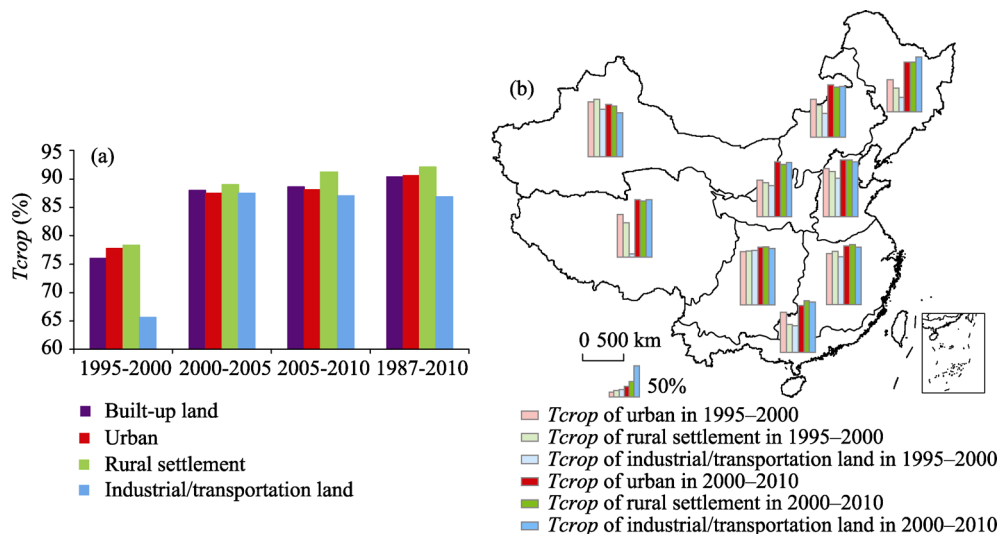 (a)
95
90
85
80
75
70
65
60
Tcrop (%)
1995-2000 2000-2005 2005-2010 1987-2010
Built-up land
Urban
Rural settlement
Industrial/transportation land
(b)
0 500 km
50%
Tcrop of urban in 1995–2000
Tcrop of rural settlement in 1995–2000
Tcrop of industrial/transportation land in 1995–2000
Tcrop of urban in 2000–2010
Tcrop of rural settlement in 2000–2010
Tcrop of industrial/transportation land in 2000–2010